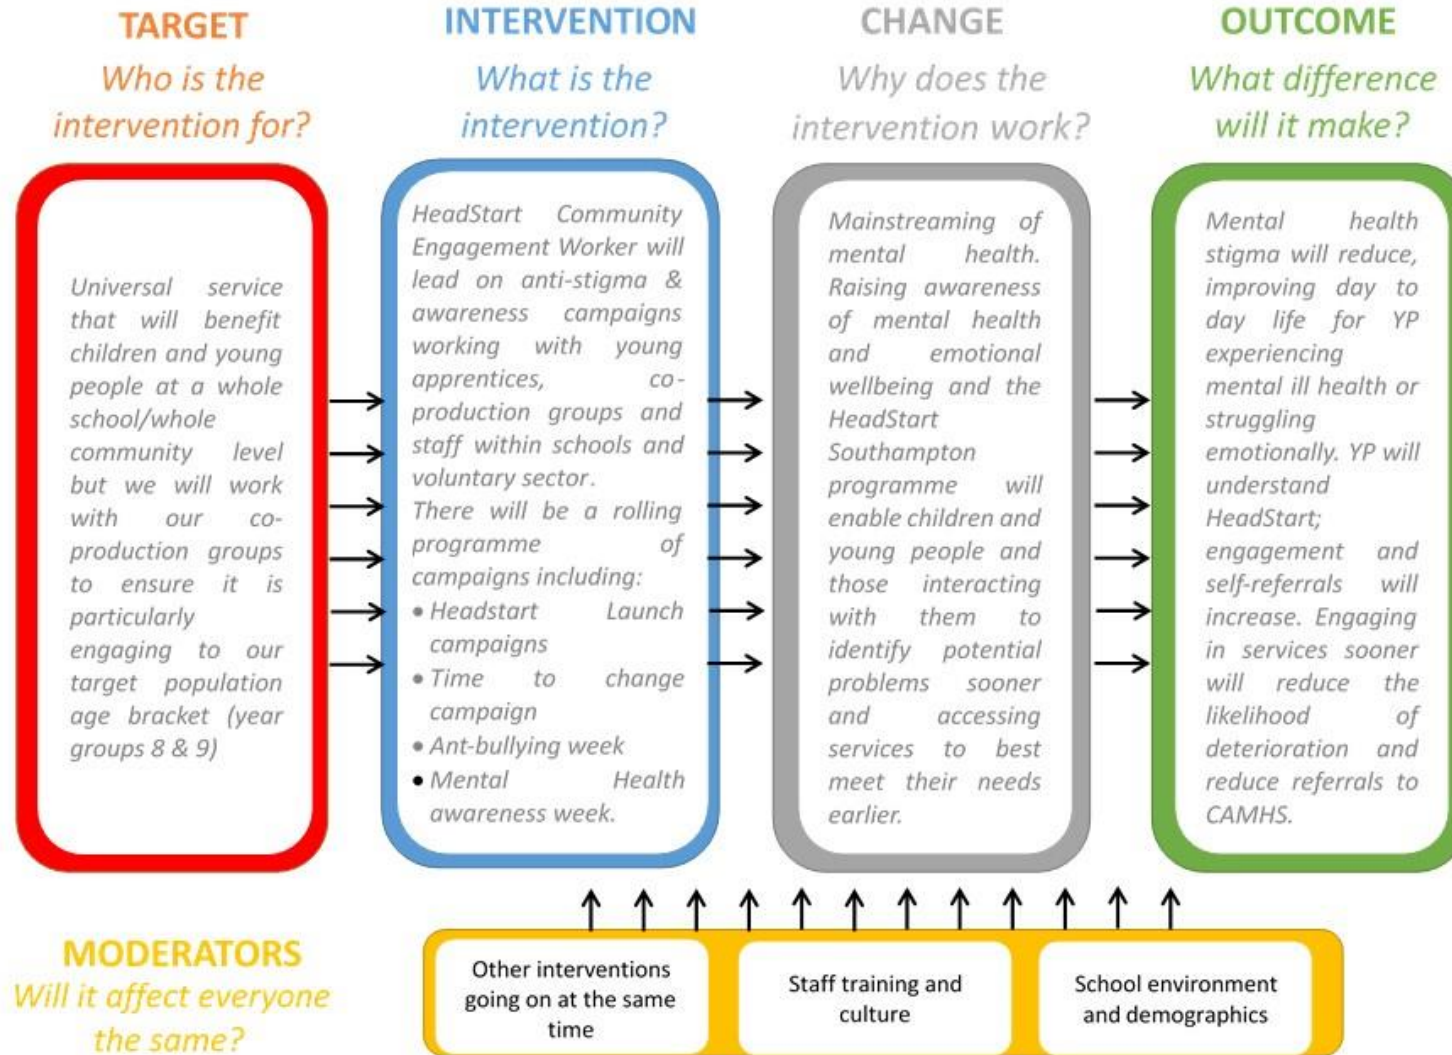 TARGET
Who is the
intervention for?
Universal service
that will benefit
children and young
people at a whole
school/whole
community level
but we will work
with our co-
production groups
to ensure it is
particularly
engaging to our
target population
age bracket (year
groups 8 & 9)
INTERVENTION
What is the
intervention?
HeadStart Community
Engagement Worker will
lead on anti-stigma &
awareness campaigns
working with young
apprentices, co-
production groups and
staff within schools and
voluntary sector.
There will be a rolling
programme of
campaigns including:
• Headstart Launch
campaigns
• Time to change
campaign
• Ant-bullying week
• Mental Health
awareness week.
CHANGE
Why does the
intervention work?
Mainstreaming of
mental health.
Raising awareness
of mental health
and emotional
wellbeing and the
HeadStart
Southampton
programme will
enable children and
young people and
those interacting
with them to
identify potential
problems sooner
and accessing
services to best
meet their needs
earlier.
OUTCOME
What difference
will it make?
Mental health
stigma will reduce,
improving day to
day life for YP
experiencing
mental ill health or
struggling
emotionally. YP will
understand
HeadStart;
engagement and
self-referrals will
increase. Engaging
in services sooner
will reduce the
likelihood of
deterioration and
reduce referrals to
CAMHS.
MODERATORS
Will it affect everyone
the same?
Other interventions
going on at the same
time
Staff training and
culture
School environment
and demographics